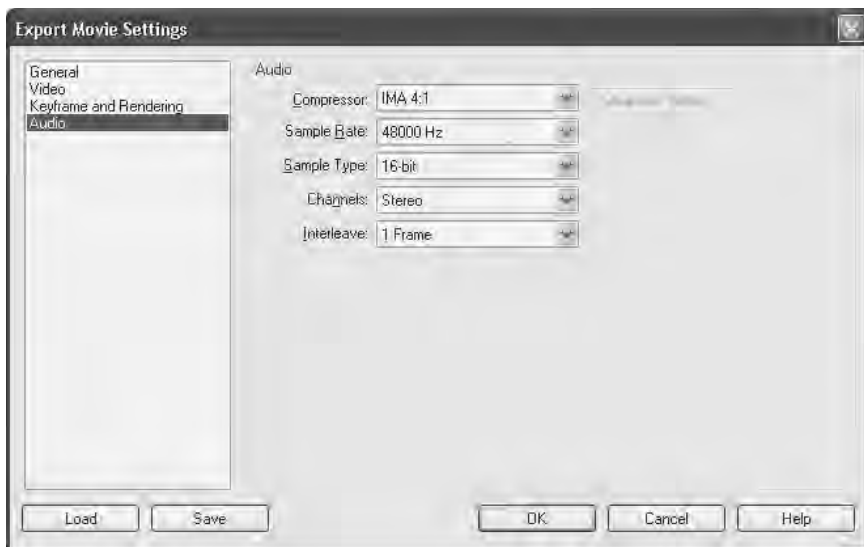 Export Movie Settings
General
Video
Keyframe and Rendering
Audio
Audio
Compressor: IMA 4:1
Sample Rate: 48000 Hz
Sample Type: 16-bit
Channels: Stereo
Interleave: 1 Frame
Load
Save
OK
Cancel
Help